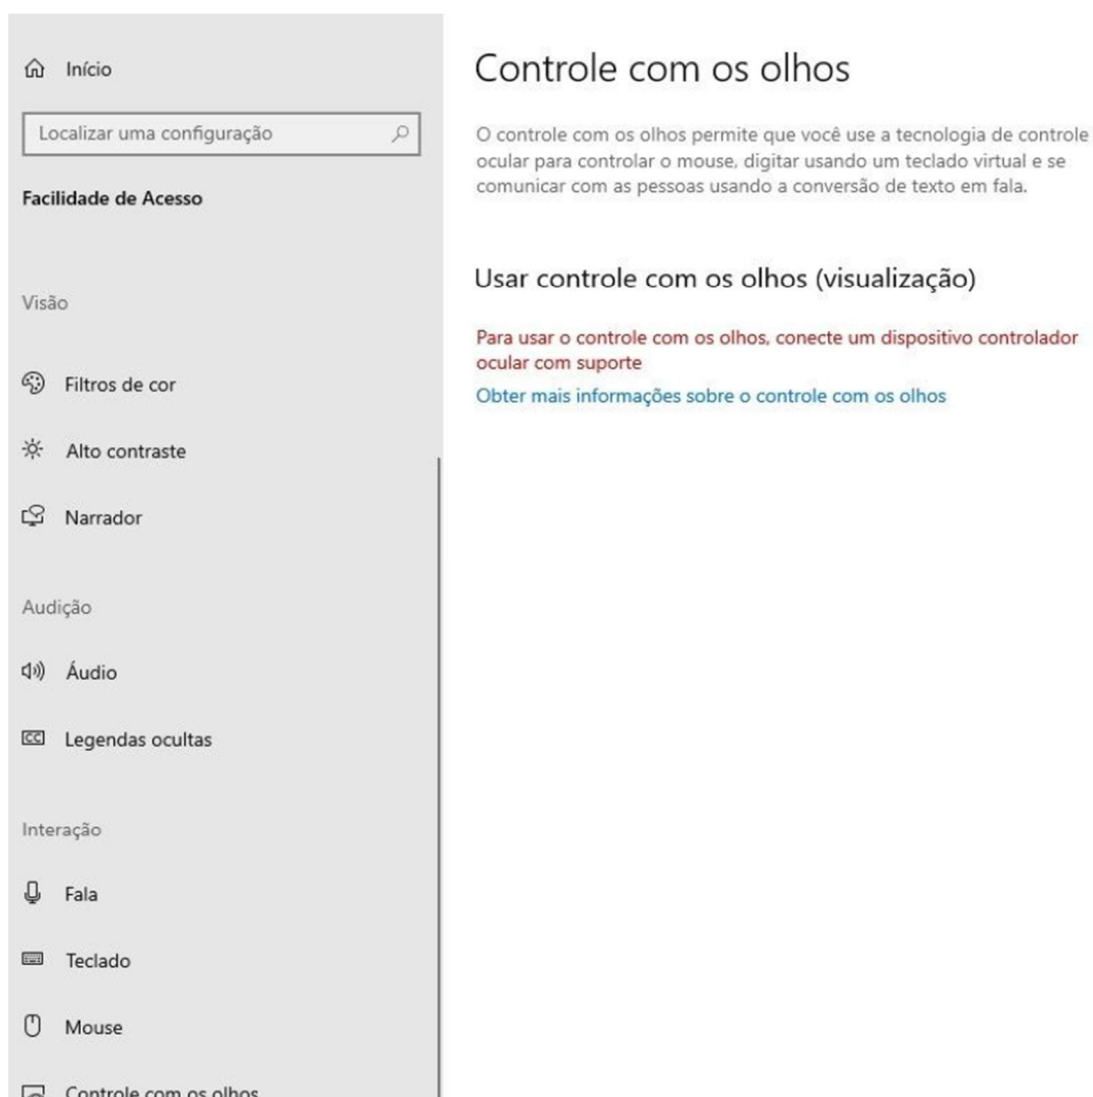 Início
Localizar uma configuração
Facilidade de Acesso
Visão
Filtros de cor
Alto contraste
Narrador
Audição
Áudio
CC
Legendas ocultas
Interação
Fala
Teclado
Mouse
Controle com os olhos
Controle com os olhos
O controle com os olhos permite que você use a tecnologia de controle
ocular para controlar o mouse, digitar usando um teclado virtual e se
comunicar com as pessoas usando a conversão de texto em fala.
Usar controle com os olhos (visualização)
Para usar o controle com os olhos, conecte um dispositivo controlador
ocular com suporte
Obter mais informações sobre o controle com os olhos